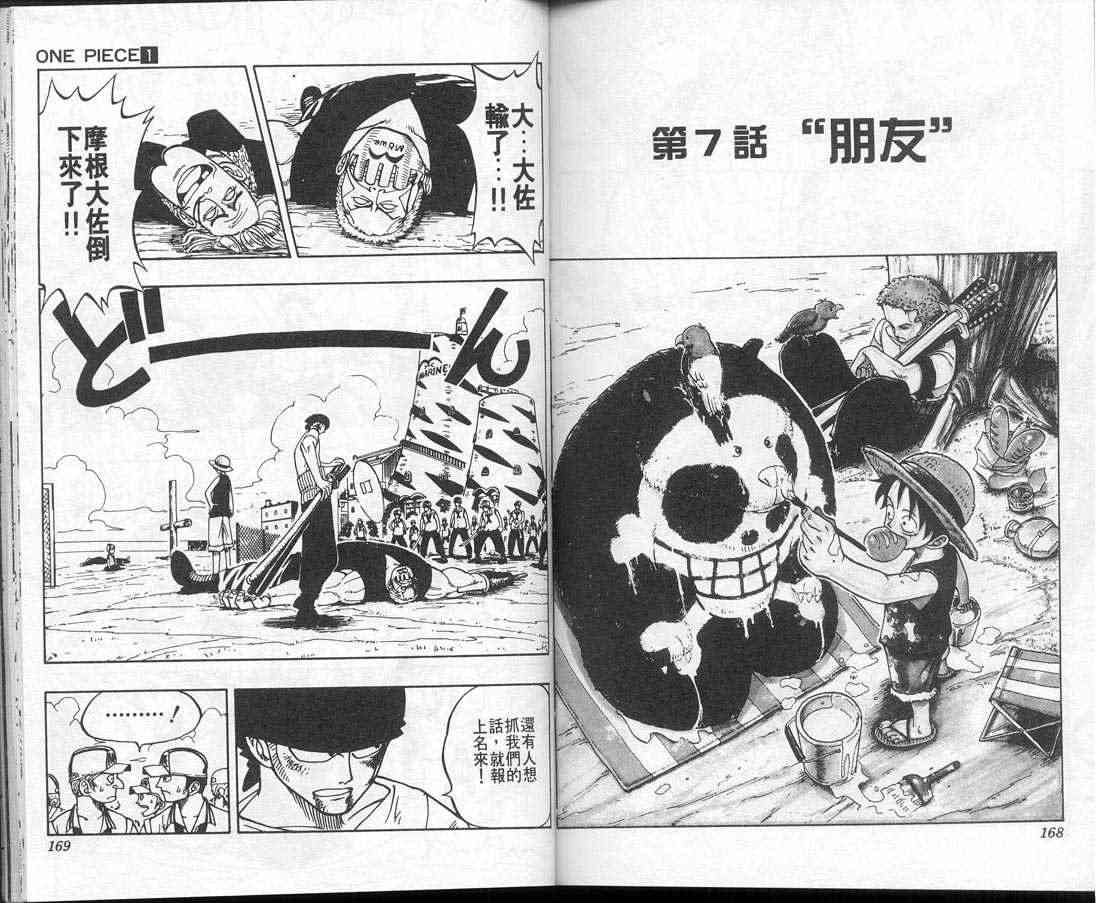 第7話 “朋友”
168
ONE PIECE 1
大…大佐
輸了…!!
摩根大佐倒
下來了!!
どーん
MARINE
還有人想
抓我們的
話，就報
上名來！
………！
169